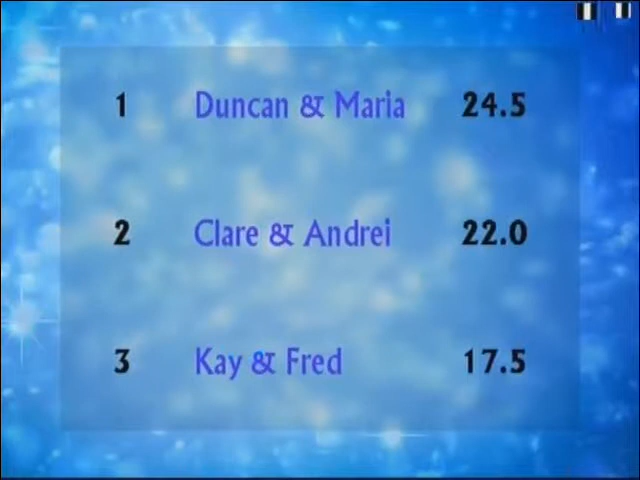 1 Duncan & Maria 24.5
2 Clare & Andrei 22.0
3 Kay & Fred 17.5